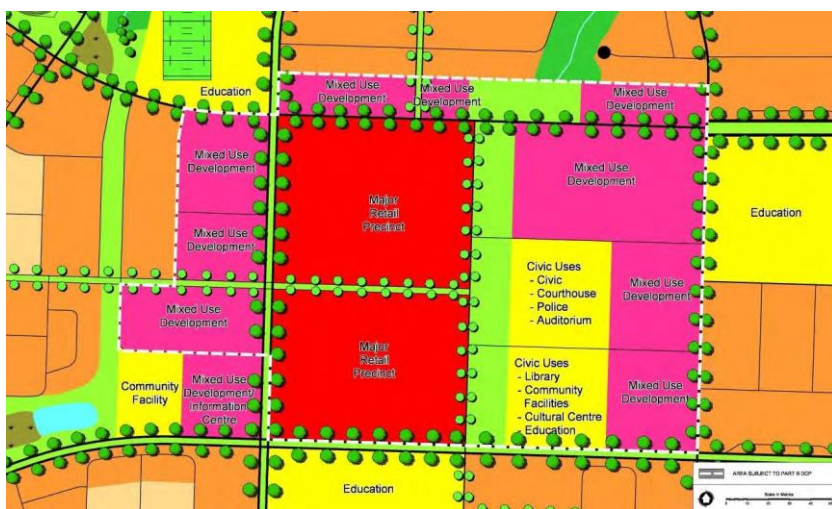 Mixed Use
Development
Mixed Use
Development
Mixed Use
Development
Education
Mixed Use
Development
Mixed Use
Development
Major
Retail
Precinct
Education
Mixed Use
Development
Civic Uses
- Civic
- Courthouse
- Police
- Auditorium
Mixed Use
Development
Mixed Use
Development
Major
Retail
Precinct
Community
Facility
Mixed Use
Development/
Information
Centre
Civic Uses
- Library
- Community
Facilities
- Cultural Centre
- Education
Mixed Use
Development
Education
AREA SUBJECT TO PART